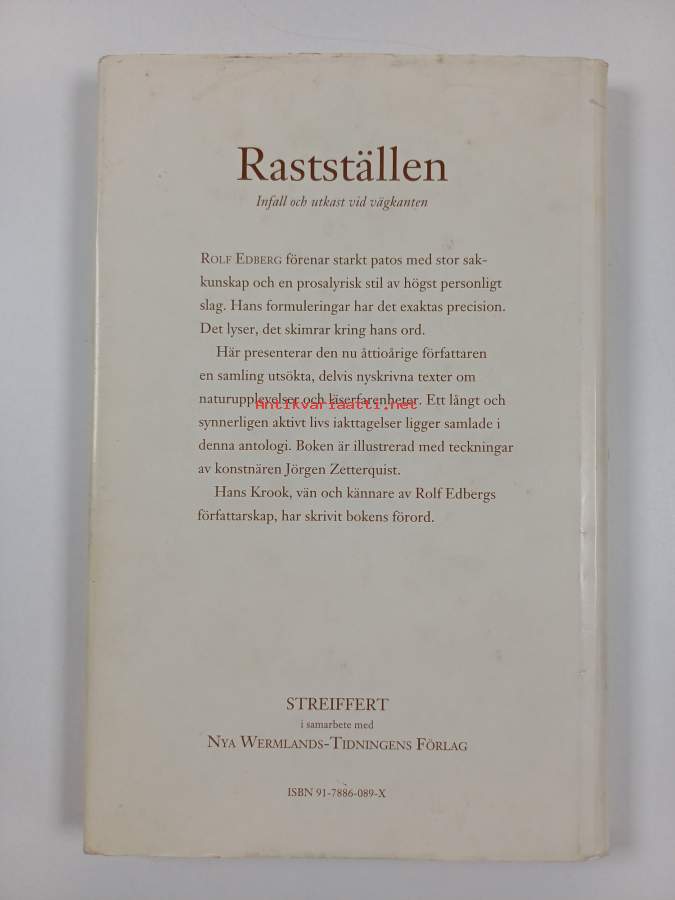 Rastställen
Infall och utkast vid vägkanten
ROLF EDBERG förenar starkt patos med stor sak-
kunskap och en prosalyrisk stil av högst personligt
slag. Hans formuleringar har det exaktas precision.
Det lyser, det skimrar kring hans ord.
Här presenterar den nu åttioårige författaren
en samling utsökta, delvis nyskrivna texter om
naturupplevelser och läserfarenheter. Ett långt och
Antikvariaatti.net
synnerligen aktivt livs iakttagelser ligger samlade i
denna antologi. Boken är illustrerad med teckningar
av konstnären Jörgen Zetterquist.
Hans Krook, vän och kännare av Rolf Edbergs
författarskap, har skrivit bokens förord.
STREIFFERT
i samarbete med
NYA WERMLANDS-TIDNINGENS FÖRLAG
ISBN 91-7886-089-X